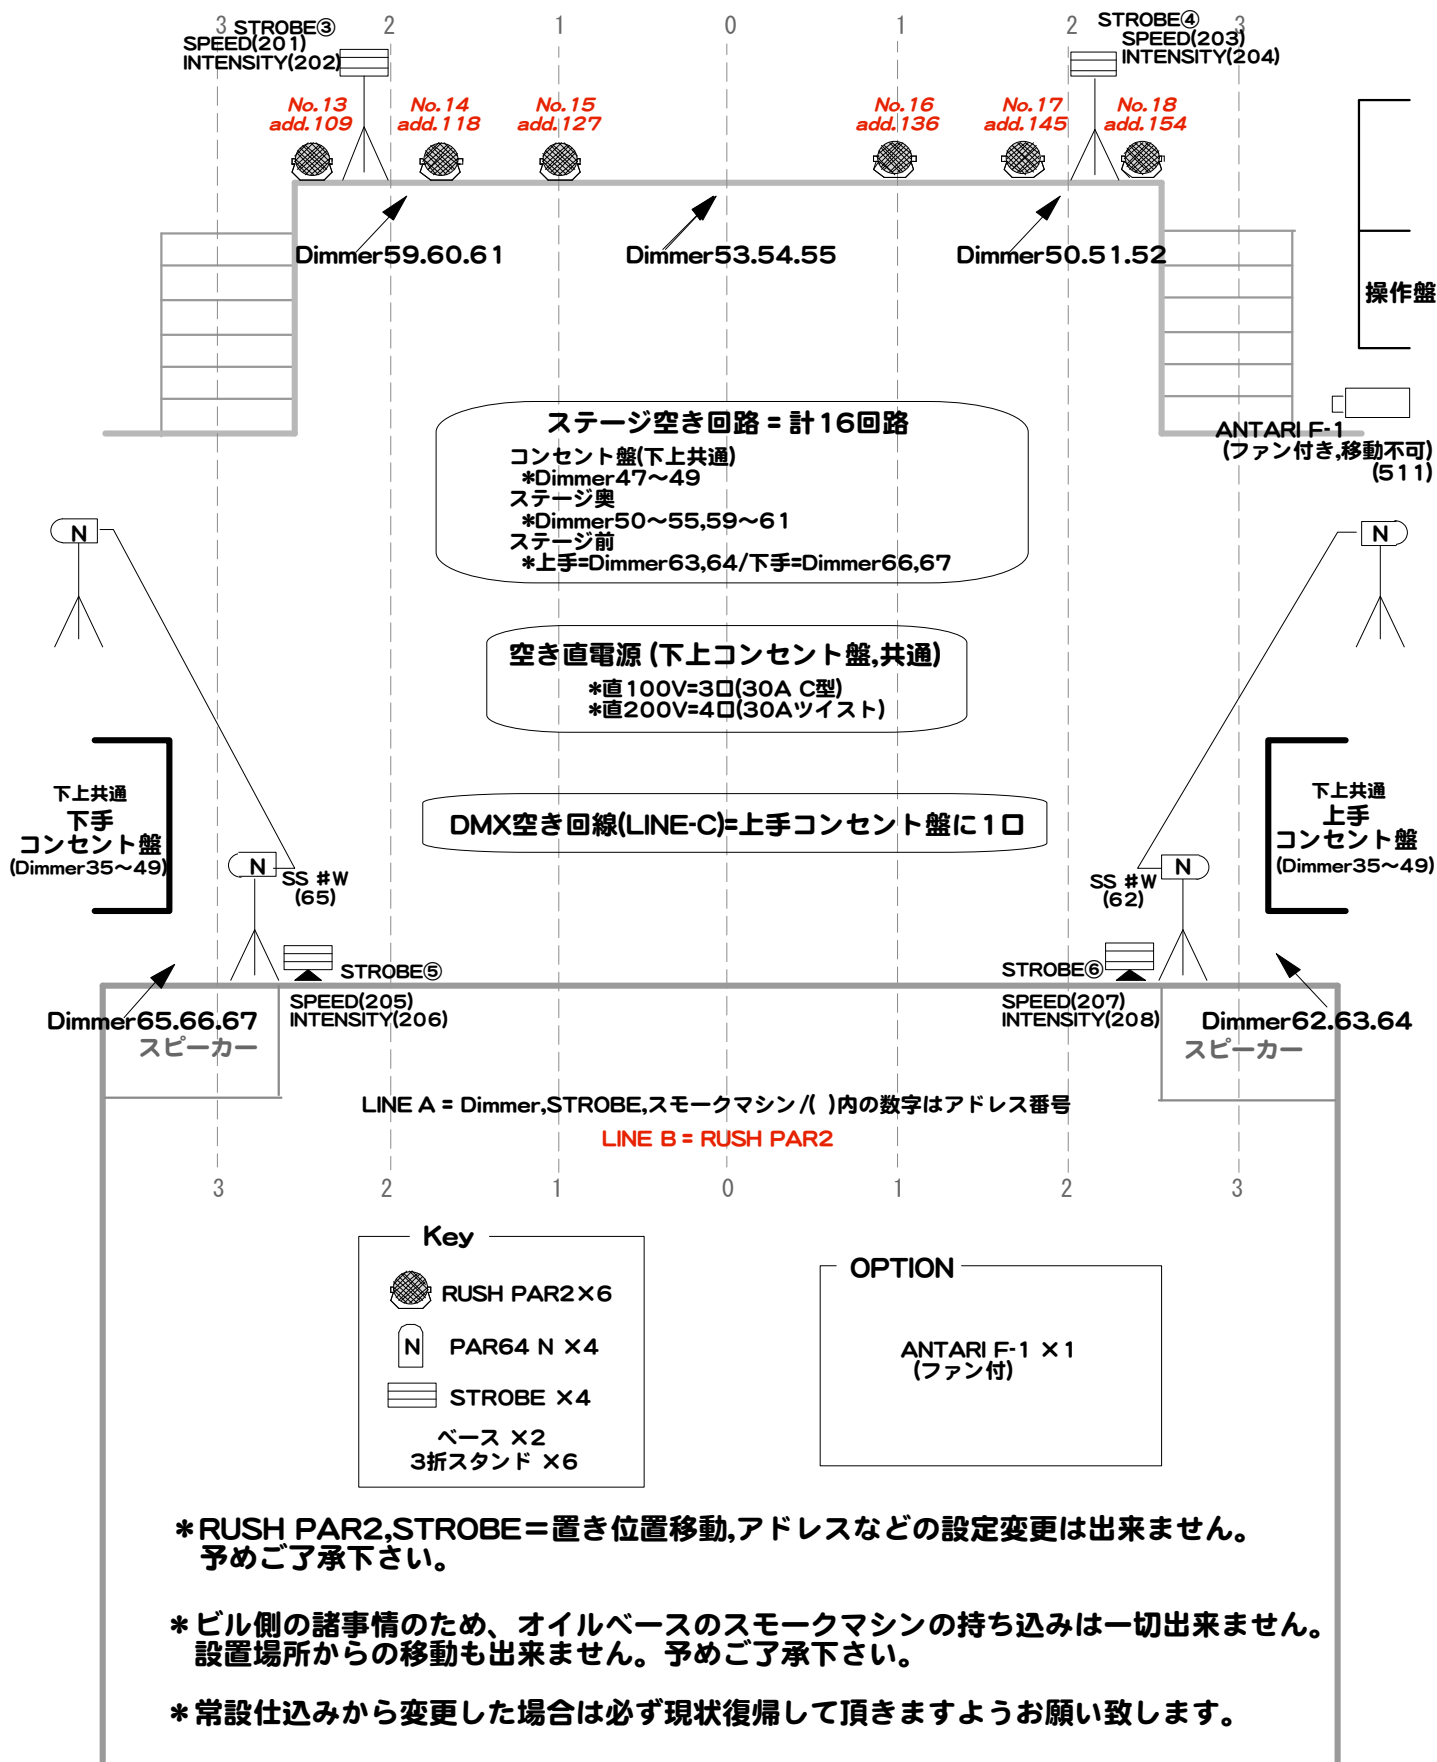 3 2 1 0 1 2 3
STROBE③
SPEED(201)
INTENSITY(202)
STROBE④
SPEED(203)
INTENSITY(204)
No.13
add.109
No.14
add.118
No.15
add.127
No.16
add.136
No.17
add.145
No.18
add.154
Dimmer59.60.61
Dimmer53.54.55
Dimmer50.51.52
操作盤
ANTARI F-1
(ファン付き,移動不可)
(511)
ステージ空き回路 = 計16回路
コンセント盤(下上共通)
*Dimmer47～49
ステージ奥
*Dimmer50～55,59～61
ステージ前
*上手=Dimmer63,64/下手=Dimmer66,67
N
N
空き直電源 (下上コンセント盤,共通)
*直100V=3口(30A C型)
*直200V=4口(30Aツイスト)
下上共通
下手
コンセント盤
(Dimmer35～49)
DMX空き回線(LINE-C)=上手コンセント盤に1口
下上共通
上手
コンセント盤
(Dimmer35～49)
N
SS #W
(65)
N
SS #W
(62)
STROBE⑤
SPEED(205)
INTENSITY(206)
STROBE⑥
SPEED(207)
INTENSITY(208)
Dimmer65.66.67
スピーカー
Dimmer62.63.64
スピーカー
LINE A = Dimmer,STROBE,スモークマシン /( )内の数字はアドレス番号
LINE B = RUSH PAR2
3 2 1 0 1 2 3
Key
RUSH PAR2×6
N PAR64 N ×4
STROBE ×4
ベース ×2
3折スタンド ×6
OPTION
ANTARI F-1 ×1
(ファン付)
*RUSH PAR2,STROBE＝置き位置移動,アドレスなどの設定変更は出来ません。
予めご了承下さい。
*ビル側の諸事情のため、オイルベースのスモークマシンの持ち込みは一切出来ません。
設置場所からの移動も出来ません。予めご了承下さい。
*常設仕込みから変更した場合は必ず現状復帰して頂きますようお願い致します。